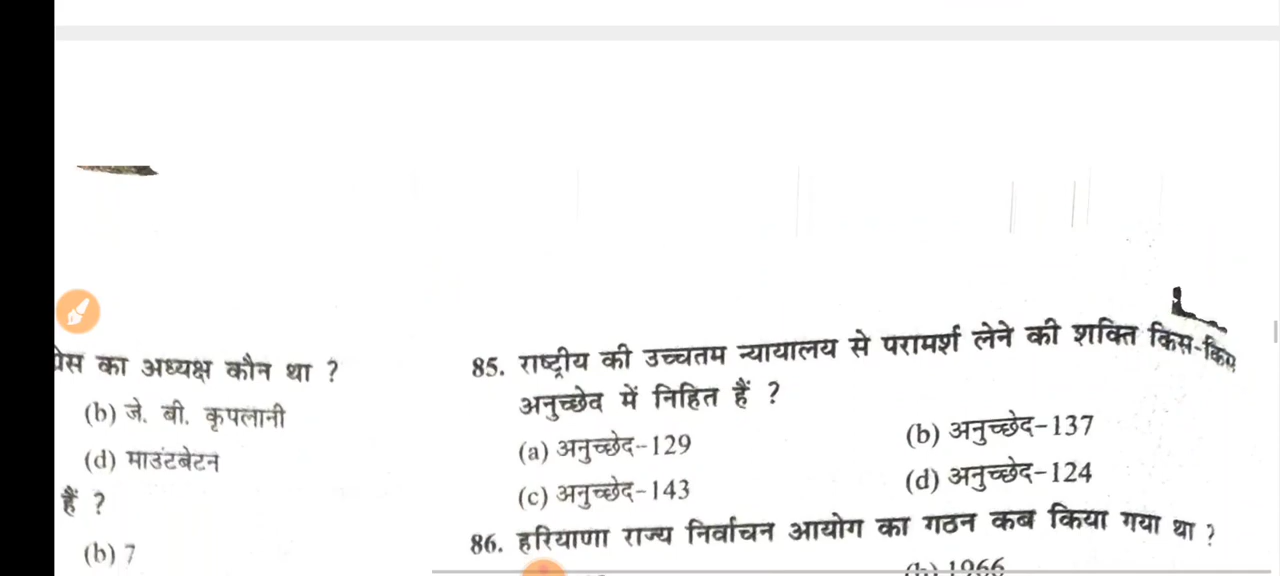 प्रेस का अध्यक्ष कौन था ?
(b) जे. बी. कृपलानी
(d) माउंटबेटन
हैं ?
(b) 7
85. राष्ट्रीय की उच्चतम न्यायालय से परामर्श लेने की शक्ति किस-किस
अनुच्छेद में निहित हैं ?
(a) अनुच्छेद-129
(b) अनुच्छेद-137
(c) अनुच्छेद-143
(d) अनुच्छेद-124
86. हरियाणा राज्य निर्वाचन आयोग का गठन कब किया गया था ?
(b) 1966